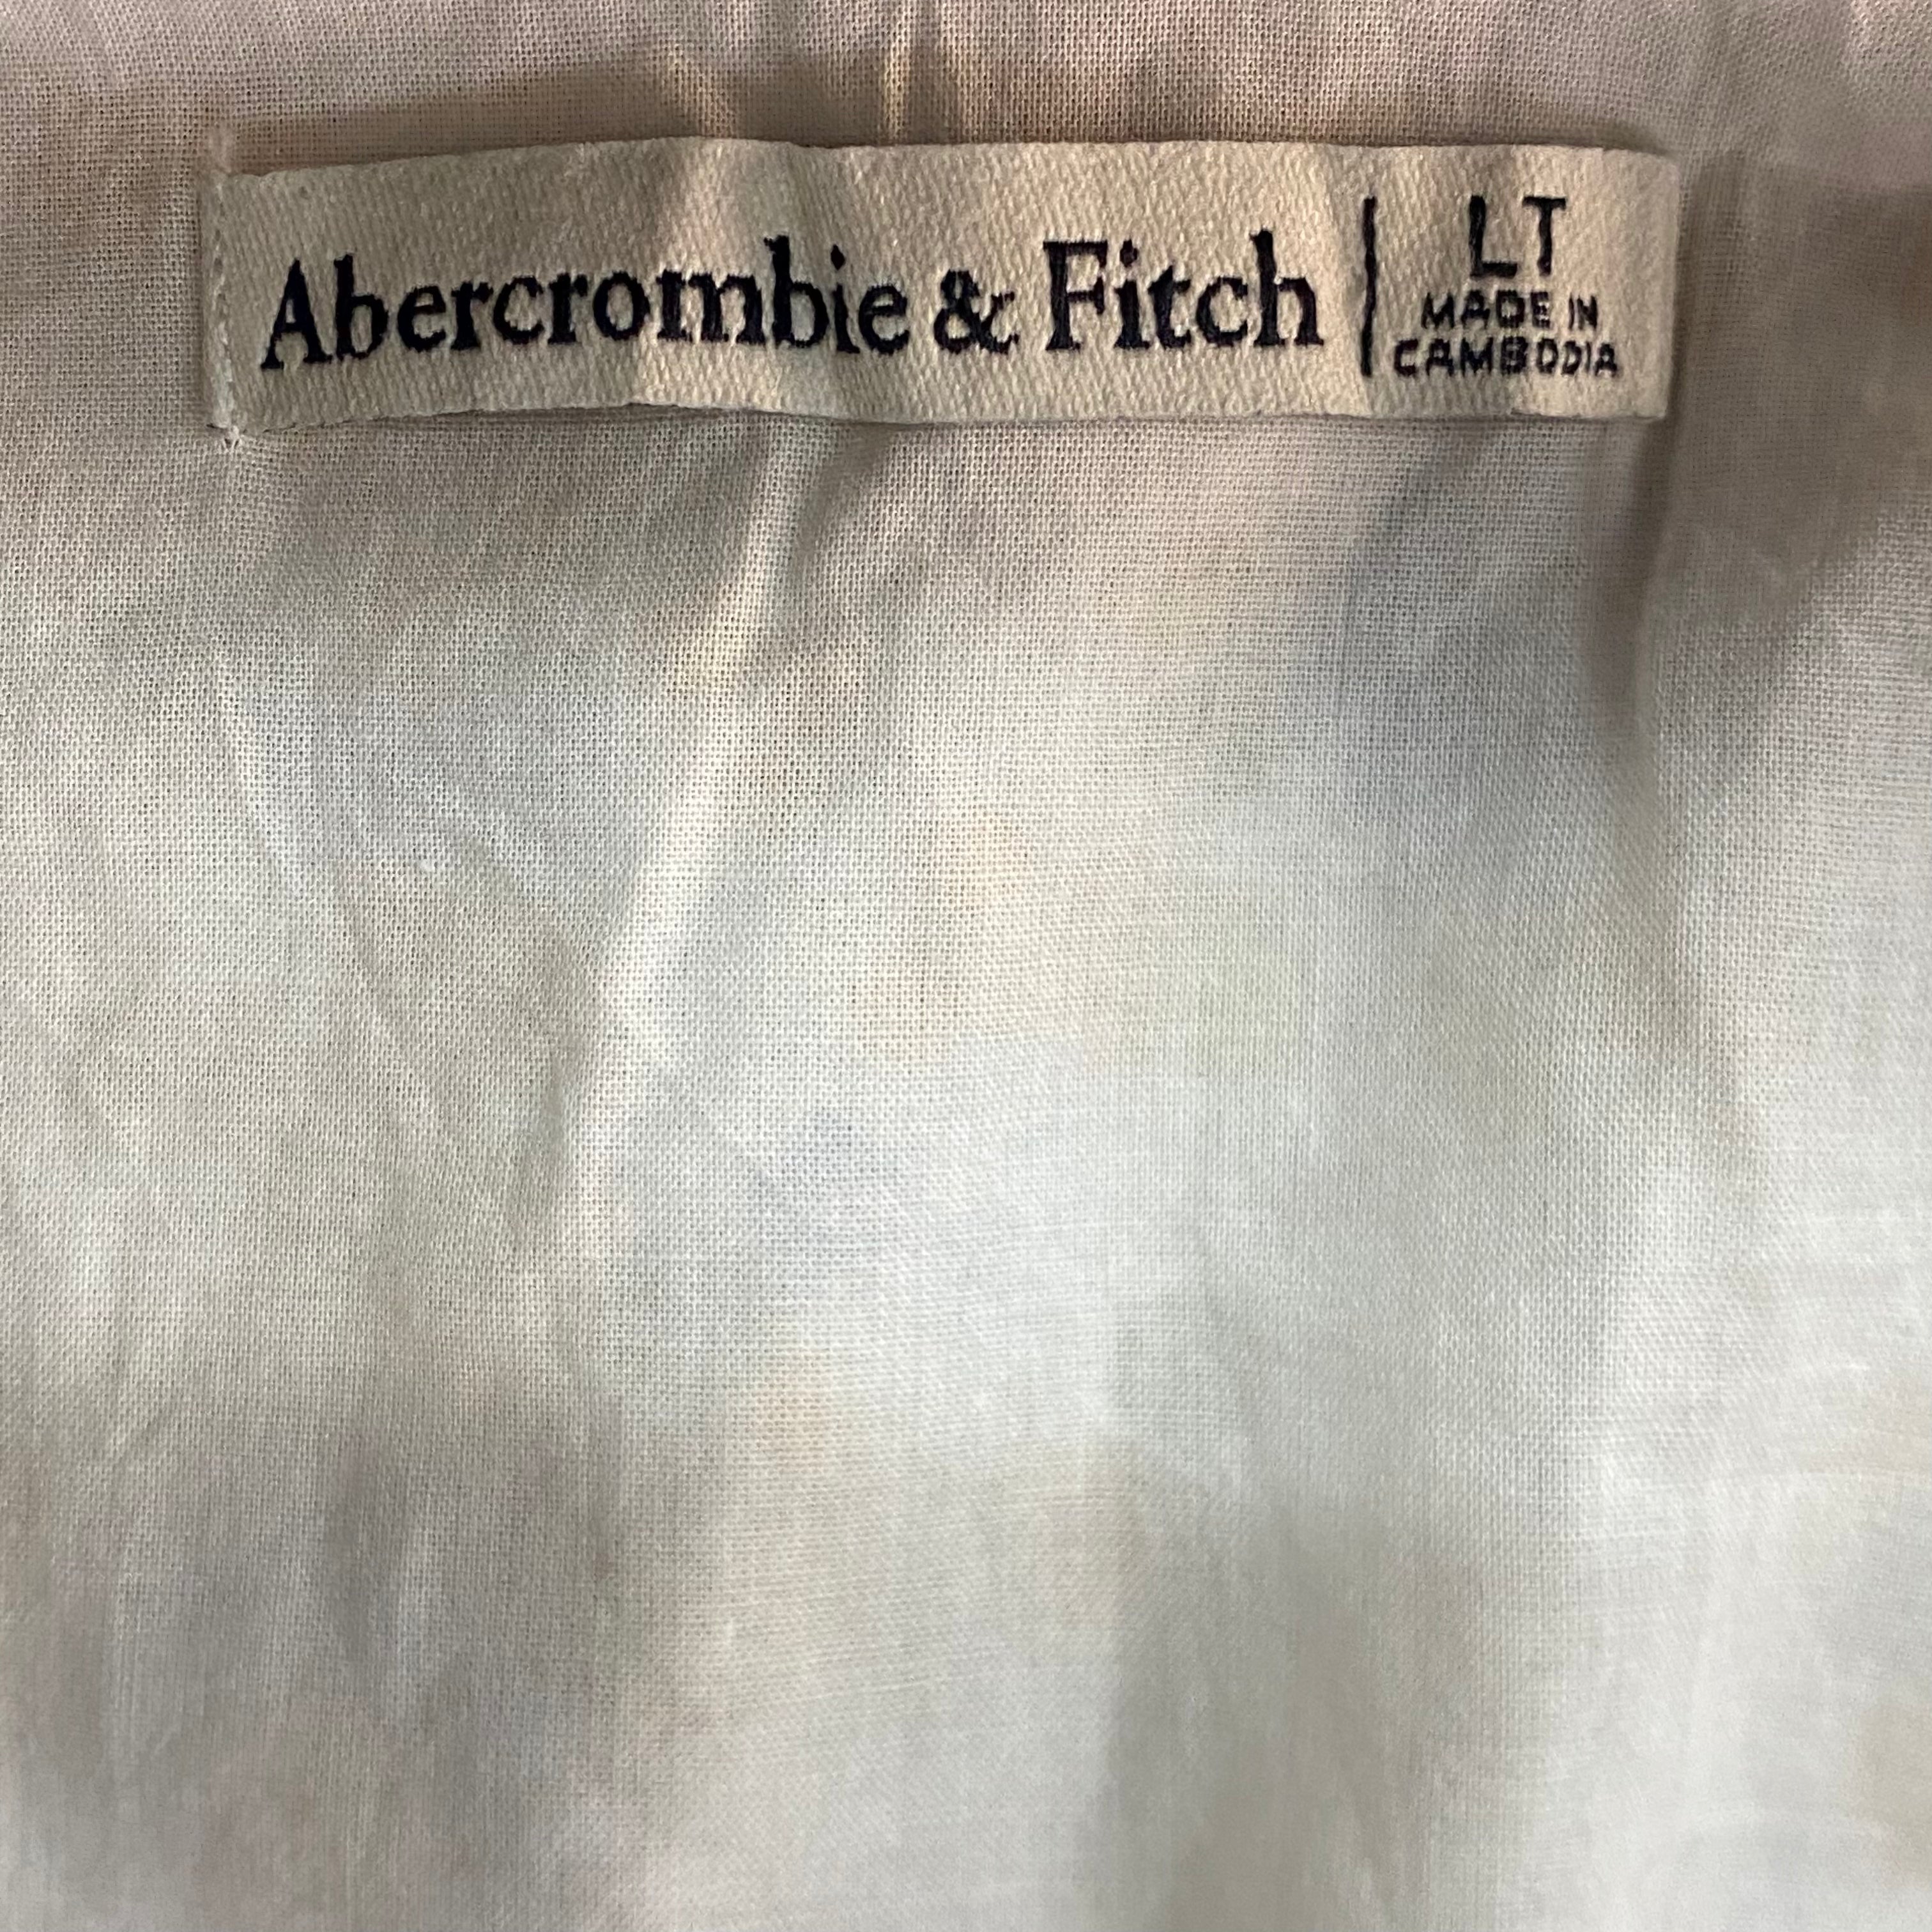 Abercrombie & Fitch
LT
MADE IN
CAMBODIA